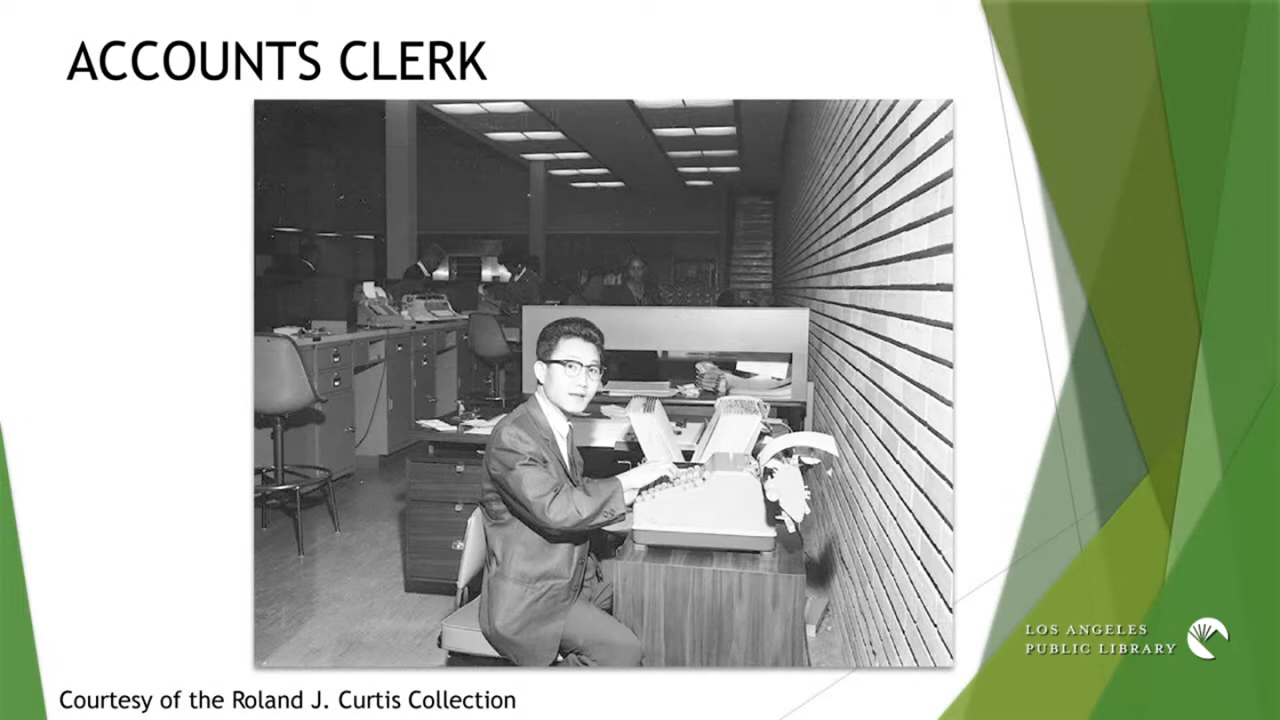 ACCOUNTS CLERK
LOS ANGELES
PUBLIC LIBRARY
Courtesy of the Roland J. Curtis Collection